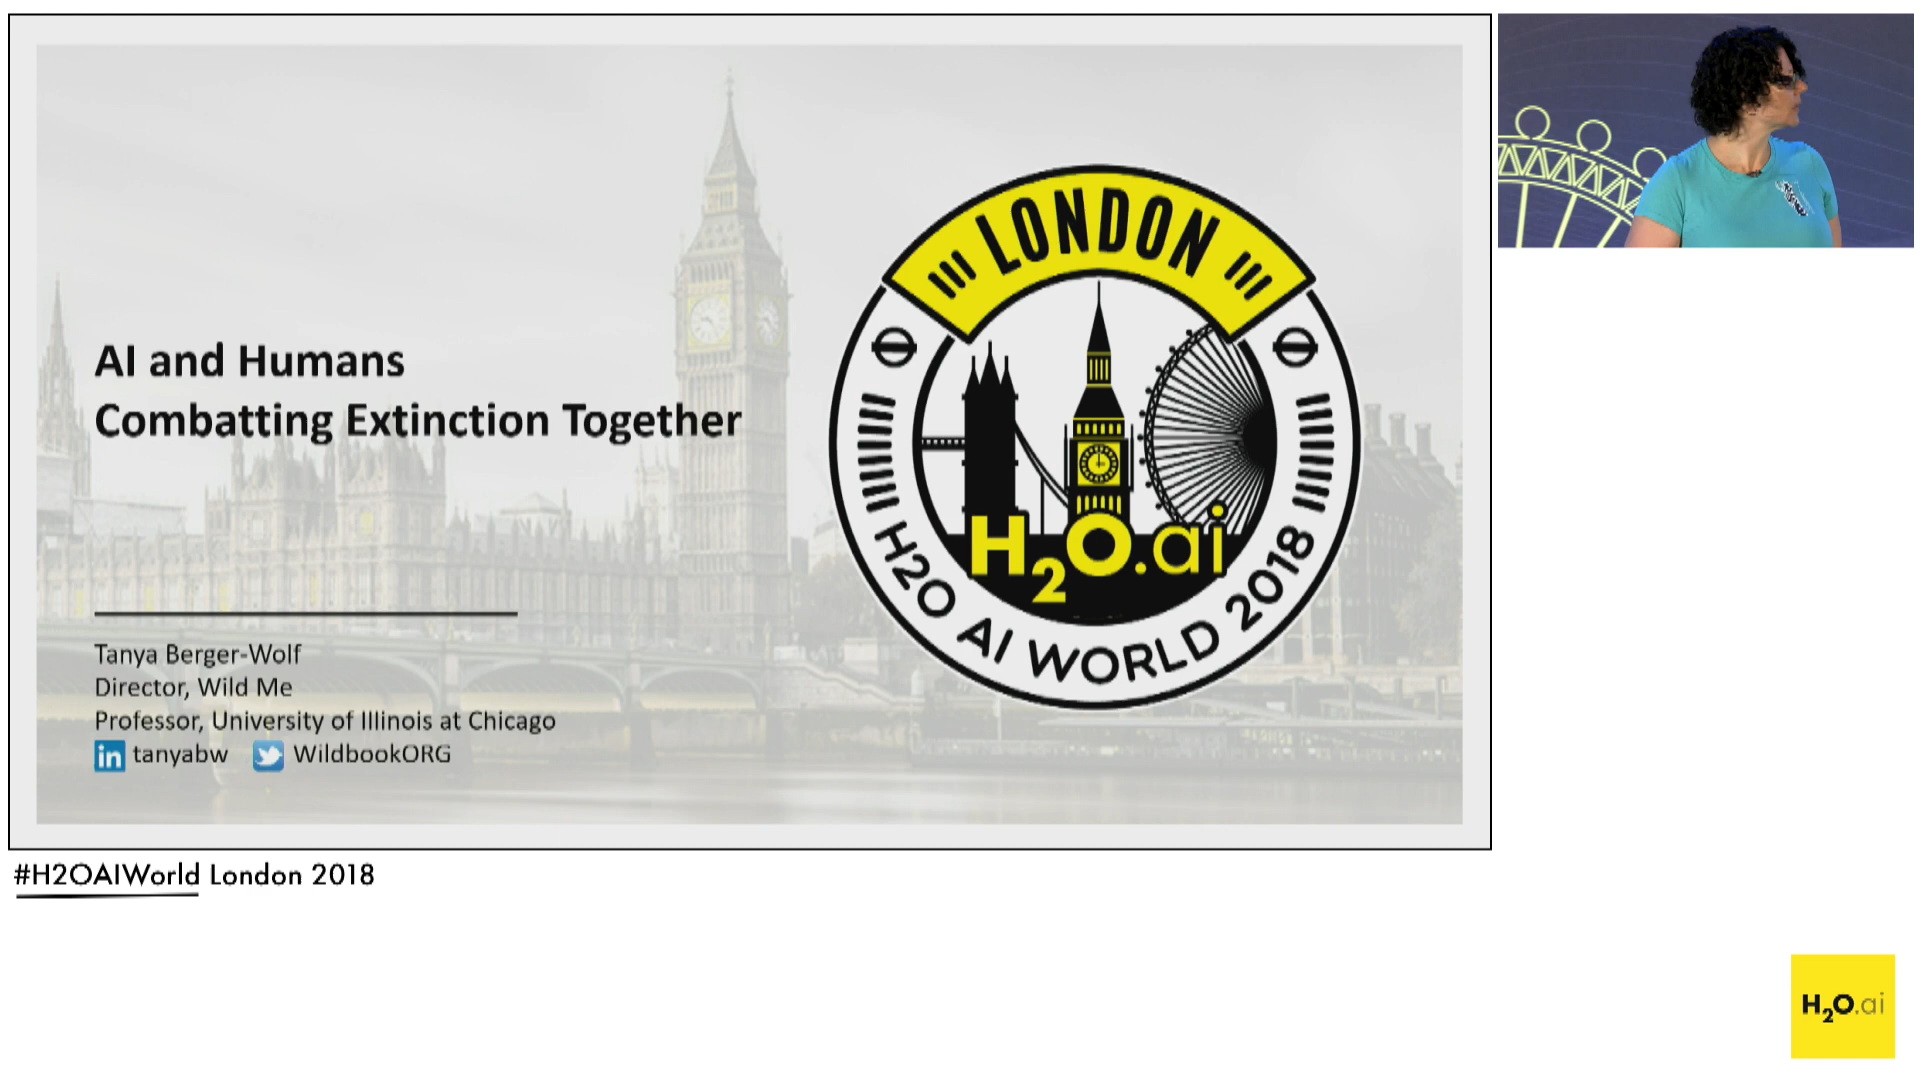 AI and Humans
Combatting Extinction Together
Tanya Berger-Wolf
Director, Wild Me
Professor, University of Illinois at Chicago
in tanyabw WildbookORG
LONDON
H2O.ai
H2O AI WORLD 2018
#H2OAIWorld London 2018
H2O.ai